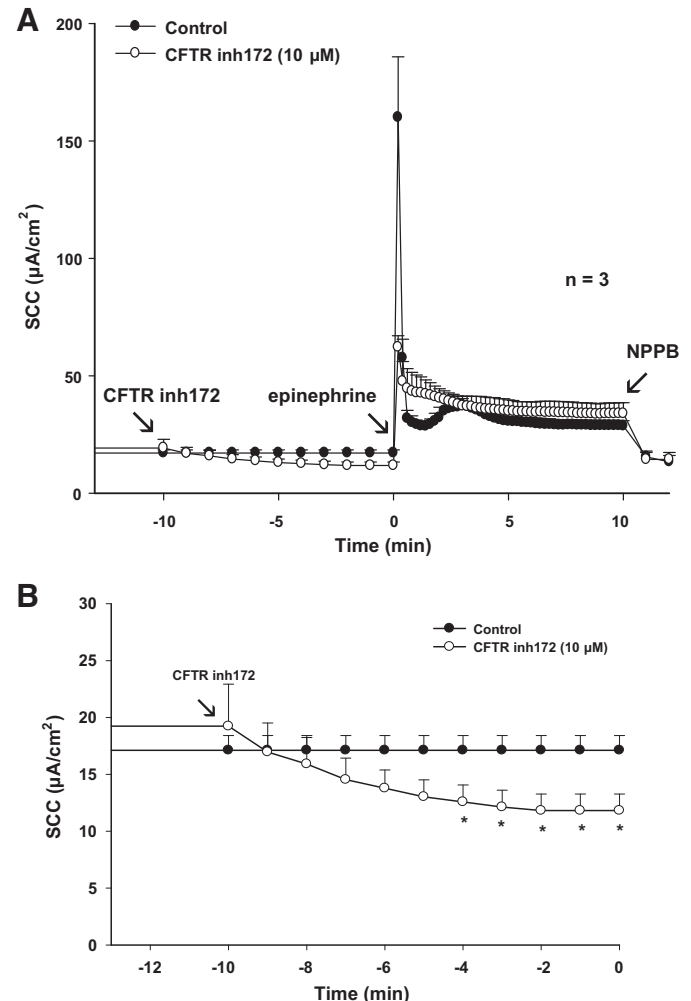 A
Control
CFTR inh172 (10 µM)
200
150
100
50
0
SCC (µA/cm²)
n = 3
NPPB
CFTR inh172
epinephrine
-10
-5
0
5
10
Time (min)
B
Control
CFTR inh172 (10 µM)
CFTR inh172
30
25
20
15
10
5
0
SCC (µA/cm²)
* * * * *
-12
-10
-8
-6
-4
-2
0
Time (min)